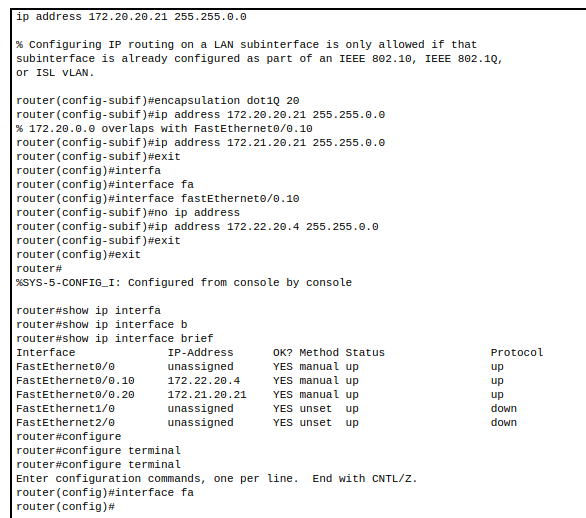 ip address 172.20.20.21 255.255.0.0
% Configuring IP routing on a LAN subinterface is only allowed if that
subinterface is already configured as part of an IEEE 802.10, IEEE 802.1Q,
or ISL vLAN.
router(config-subif)#encapsulation dot1Q 20
router(config-subif)#ip address 172.20.20.21 255.255.0.0
% 172.20.0.0 overlaps with FastEthernet0/0.10
router(config-subif)#ip address 172.21.20.21 255.255.0.0
router(config-subif)#exit
router(config)#interfa
router(config)#interface fa
router(config)#interface fastEthernet0/0.10
router(config-subif)#no ip address
router(config-subif)#ip address 172.22.20.4 255.255.0.0
router(config-subif)#exit
router(config)#exit
router#
%SYS-5-CONFIG_I: Configured from console by console
router#show ip interfa
router#show ip interface b
router#show ip interface brief
Interface              IP-Address      OK? Method Status                Protocol
FastEthernet0/0        unassigned      YES manual up                    up
FastEthernet0/0.10     172.22.20.4     YES manual up                    up
FastEthernet0/0.20     172.21.20.21    YES manual up                    up
FastEthernet1/0        unassigned      YES unset  up                    down
FastEthernet2/0        unassigned      YES unset  up                    down
router#configure
router#configure terminal
router#configure terminal
Enter configuration commands, one per line.  End with CNTL/Z.
router(config)#interface fa
router(config)#